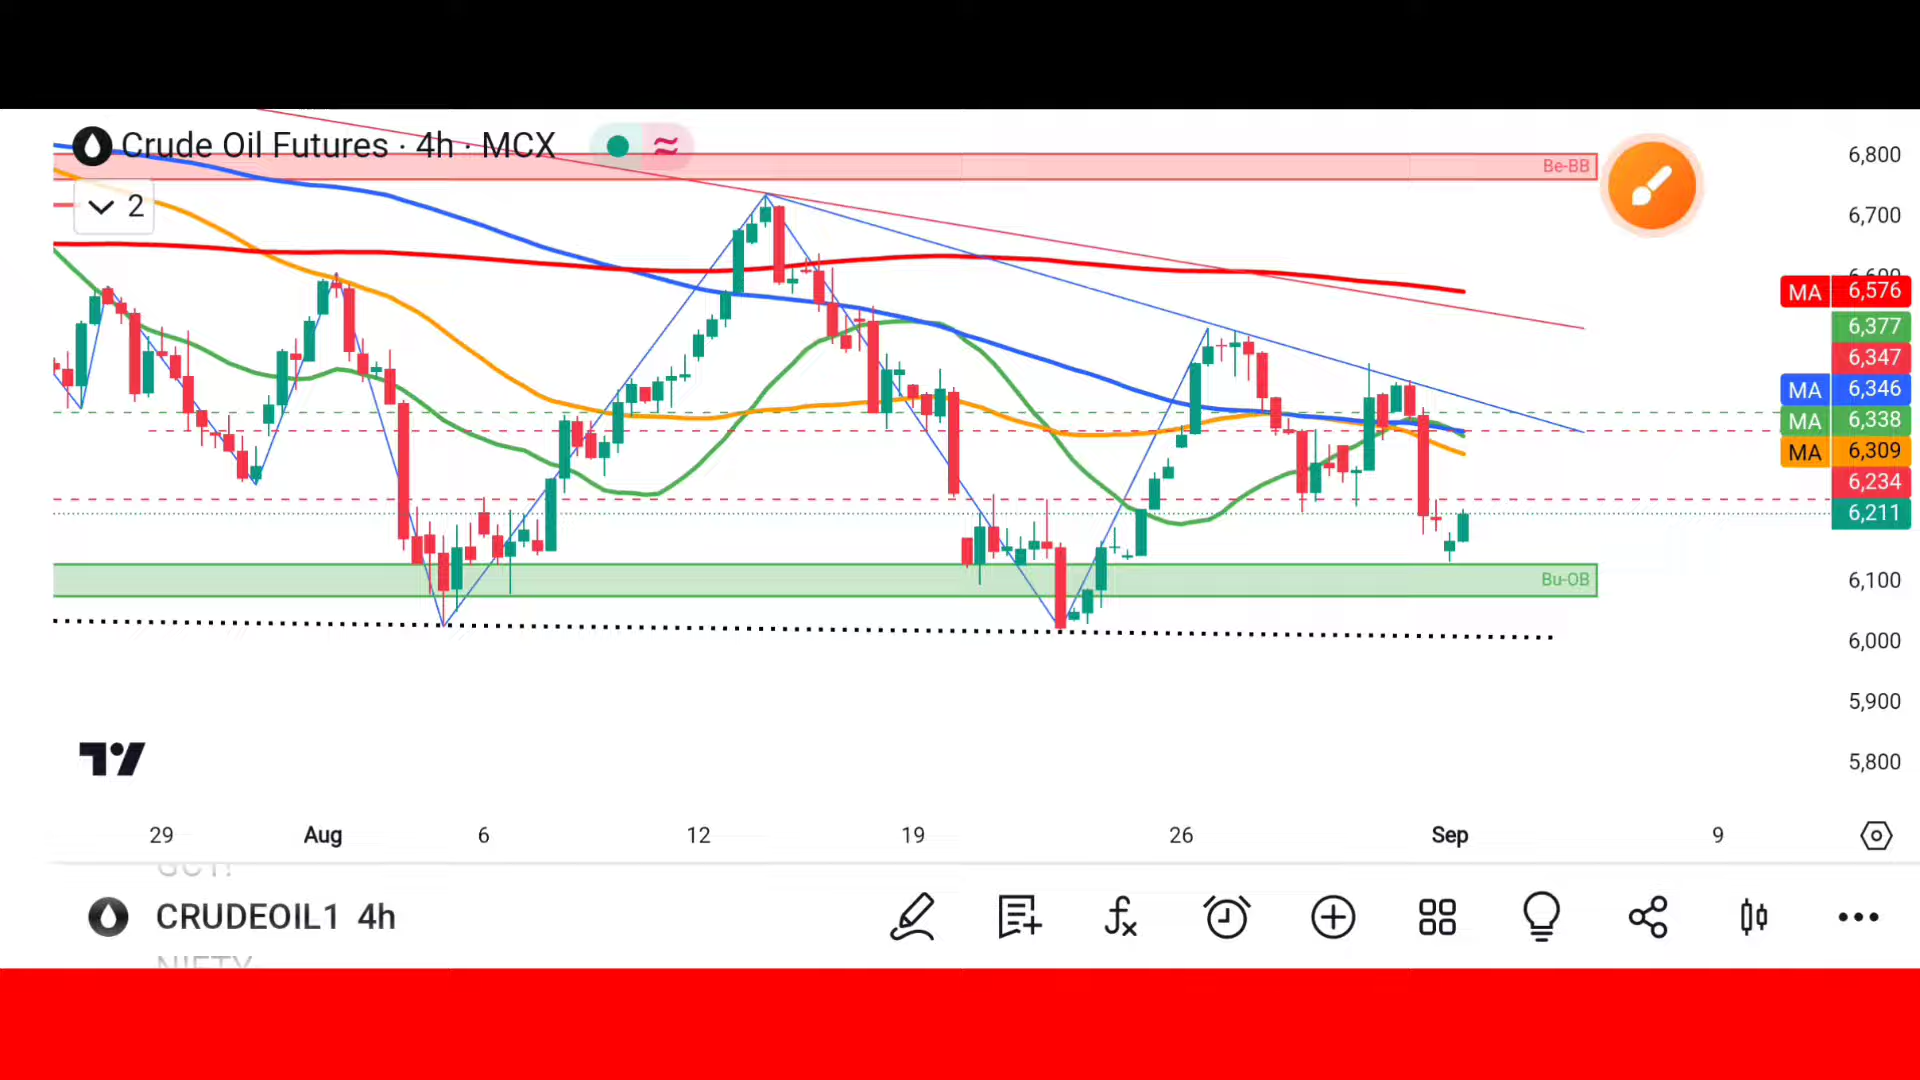 Crude Oil Futures · 4h · MCX
2
Be-BB
6,800
6,700
MA 6,576
6,377
6,347
MA 6,346
MA 6,338
MA 6,309
6,234
6,211
Bu-OB
6,100
6,000
5,900
5,800
29 Aug 6 12 19 26 Sep 9
CRUDEOIL1 4h